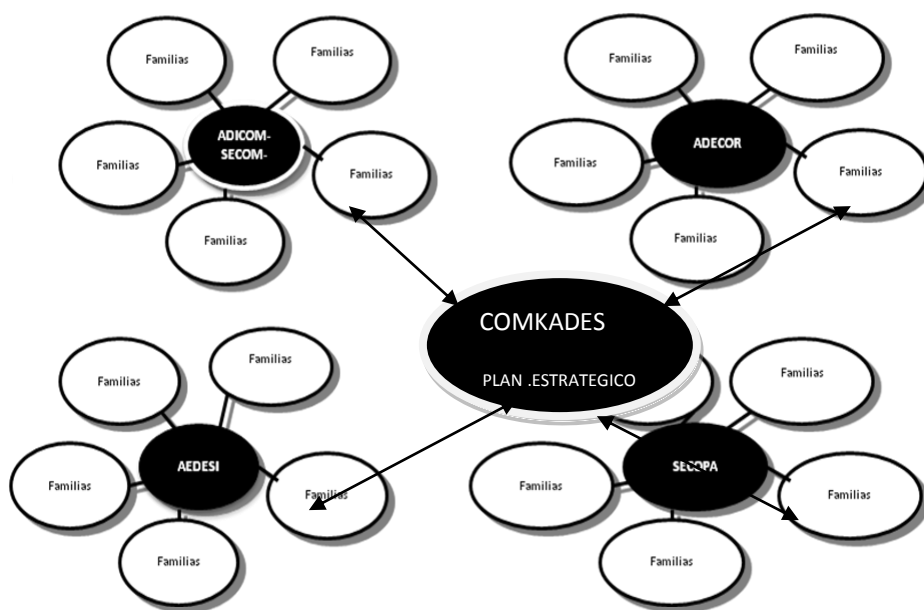 Familias
Familias
Familias
ADICOM-
SECOM-
Familias
Familias
Familias
Familias
Familias
ADECOR
Familias
Familias
COMKADES
PLAN .ESTRATEGICO
Familias
Familias
Familias
AEDESI
Familias
Familias
Familias
Familias
SECOPA
Familias
Familias